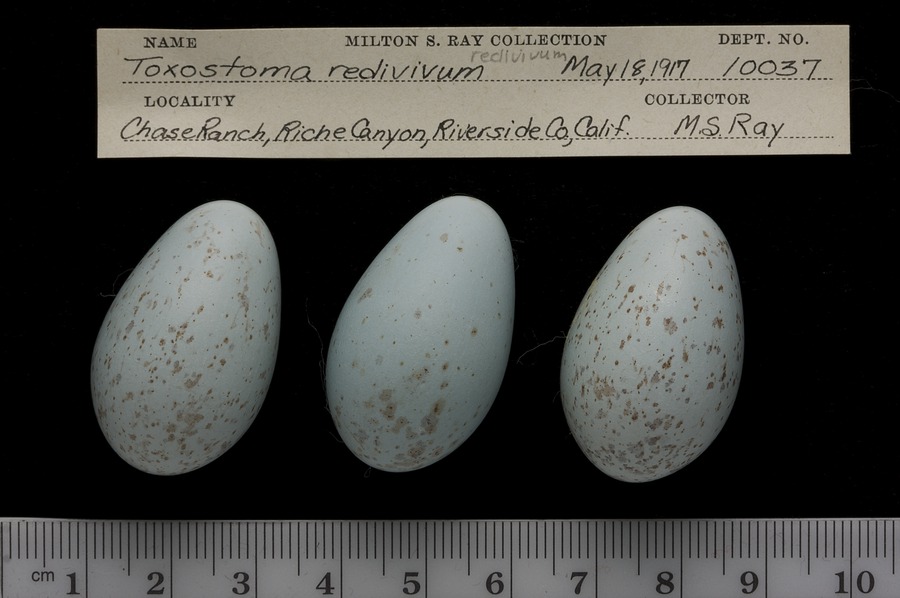 NAME MILTON S. RAY COLLECTION DEPT. NO.
redivivum
Toxostoma redivivum May 18, 1917 10037
LOCALITY COLLECTOR
Chase Ranch, Riche Canyon, Riverside Co, Calif. M.S. Ray
cm 1 2 3 4 5 6 7 8 9 10